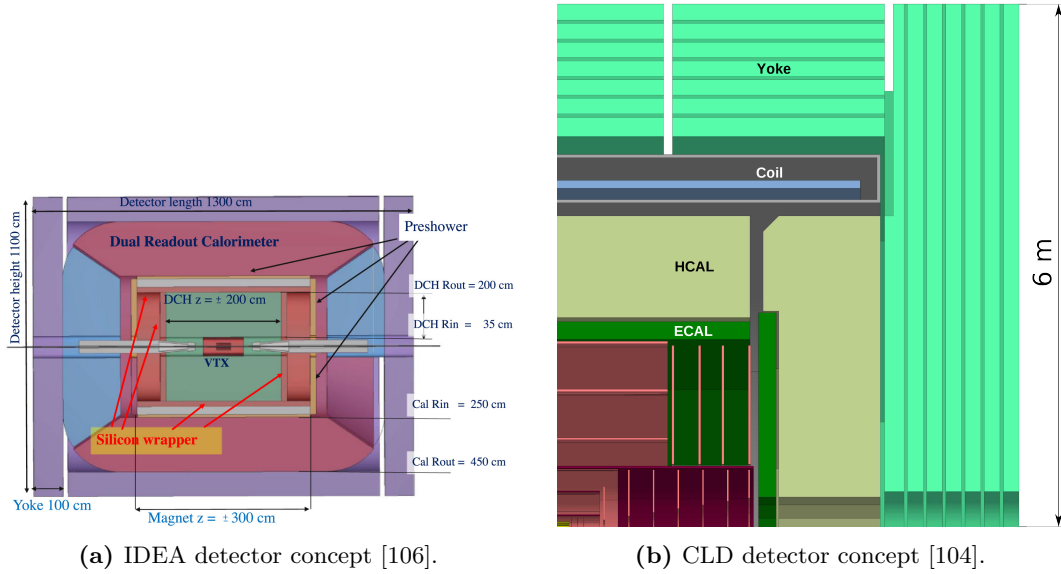 Detector length 1300 cm
Detector height 1100 cm
Dual Readout Calorimeter
Preshower
DCH z = ± 200 cm
DCH Rout = 200 cm
DCH Rin = 35 cm
VTX
Cal Rin = 250 cm
Silicon wrapper
Cal Rout = 450 cm
Yoke 100 cm
Magnet z = ± 300 cm
(a) IDEA detector concept [106].
Yoke
Coil
HCAL
ECAL
6 m
(b) CLD detector concept [104].